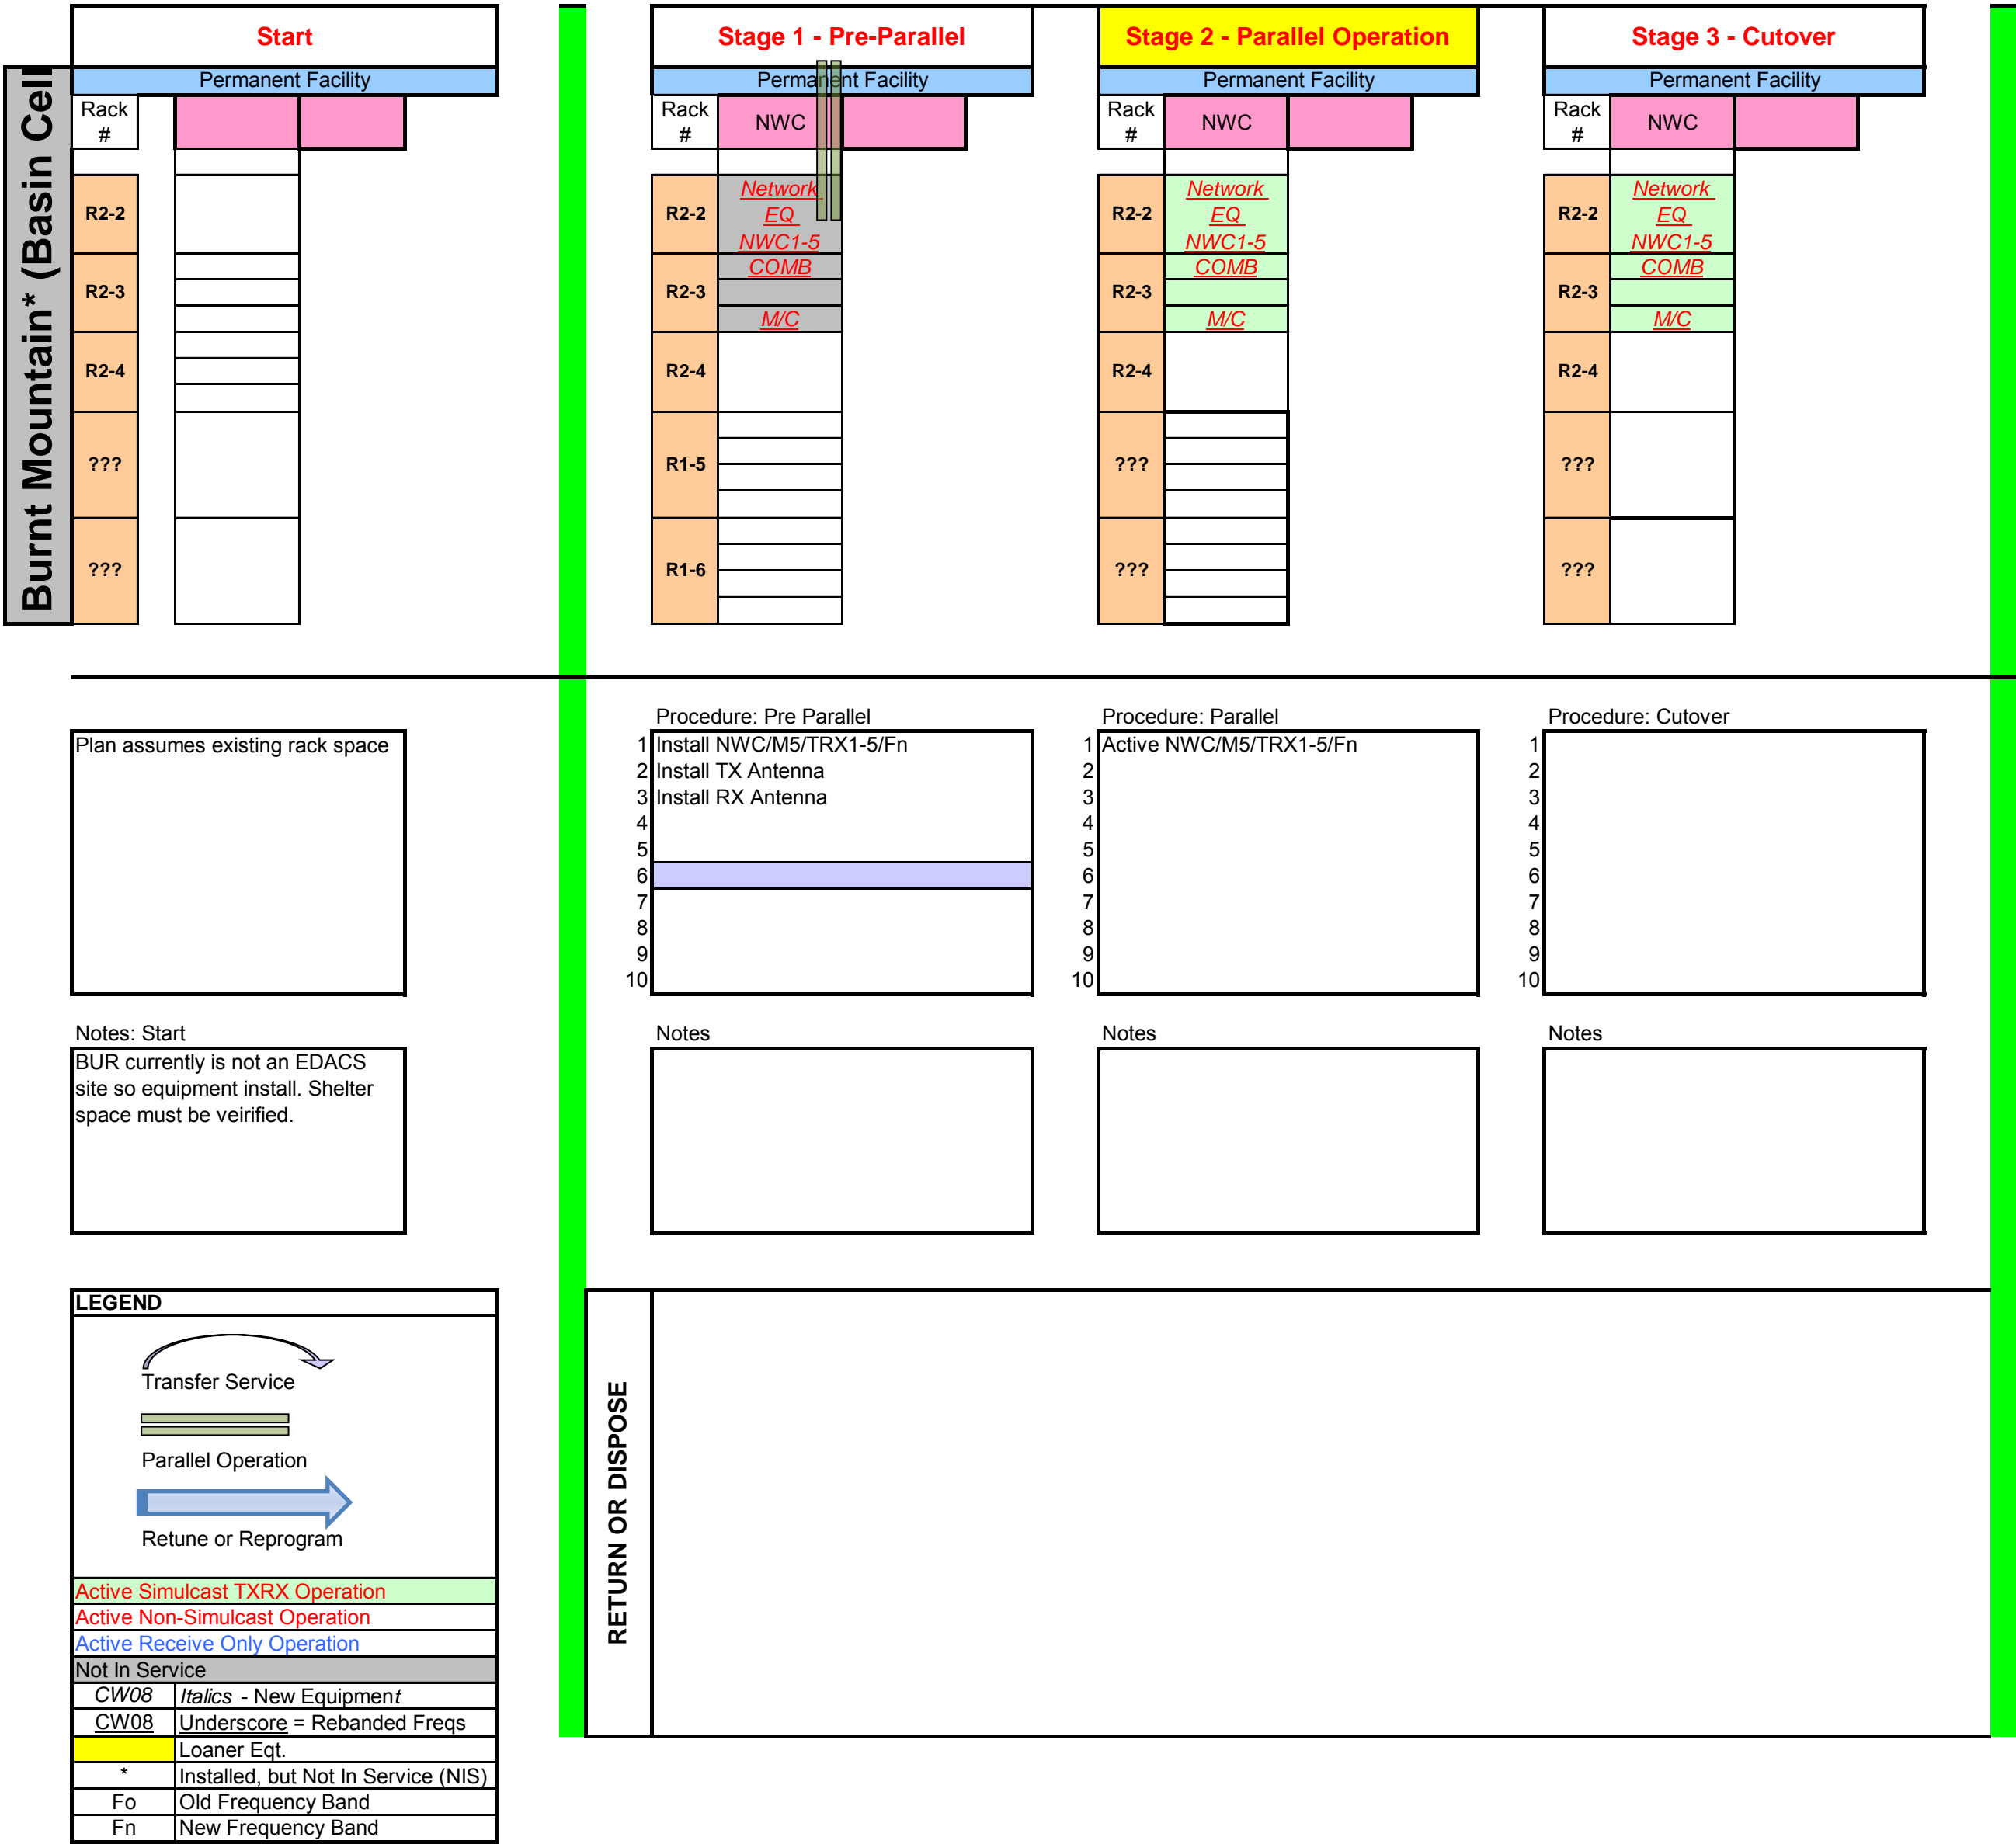 Start
Stage 1 - Pre-Parallel
Stage 2 - Parallel Operation
Stage 3 - Cutover
Burnt Mountain* (Basin Cell
Permanent Facility
Permanent Facility
Permanent Facility
Permanent Facility
Rack
#
Rack
#
NWC
Rack
#
NWC
Rack
#
NWC
R2-2
R2-3
R2-4
???
???
R2-2
Network
EQ
NWC1-5
R2-3
COMB
M/C
R2-4
R1-5
R1-6
R2-2
Network
EQ
NWC1-5
R2-3
COMB
M/C
R2-4
???
???
R2-2
Network
EQ
NWC1-5
R2-3
COMB
M/C
R2-4
???
???
Plan assumes existing rack space
Procedure: Pre Parallel
1 Install NWC/M5/TRX1-5/Fn
2 Install TX Antenna
3 Install RX Antenna
4
5
6
7
8
9
10
Procedure: Parallel
1 Active NWC/M5/TRX1-5/Fn
2
3
4
5
6
7
8
9
10
Procedure: Cutover
1
2
3
4
5
6
7
8
9
10
Notes: Start
BUR currently is not an EDACS
site so equipment install. Shelter
space must be veirified.
Notes
Notes
Notes
LEGEND
Transfer Service
Parallel Operation
Retune or Reprogram
Active Simulcast TXRX Operation
Active Non-Simulcast Operation
Active Receive Only Operation
Not In Service
CW08 Italics - New Equipment
CW08 Underscore = Rebanded Freqs
Loaner Eqt.
* Installed, but Not In Service (NIS)
Fo Old Frequency Band
Fn New Frequency Band
RETURN OR DISPOSE